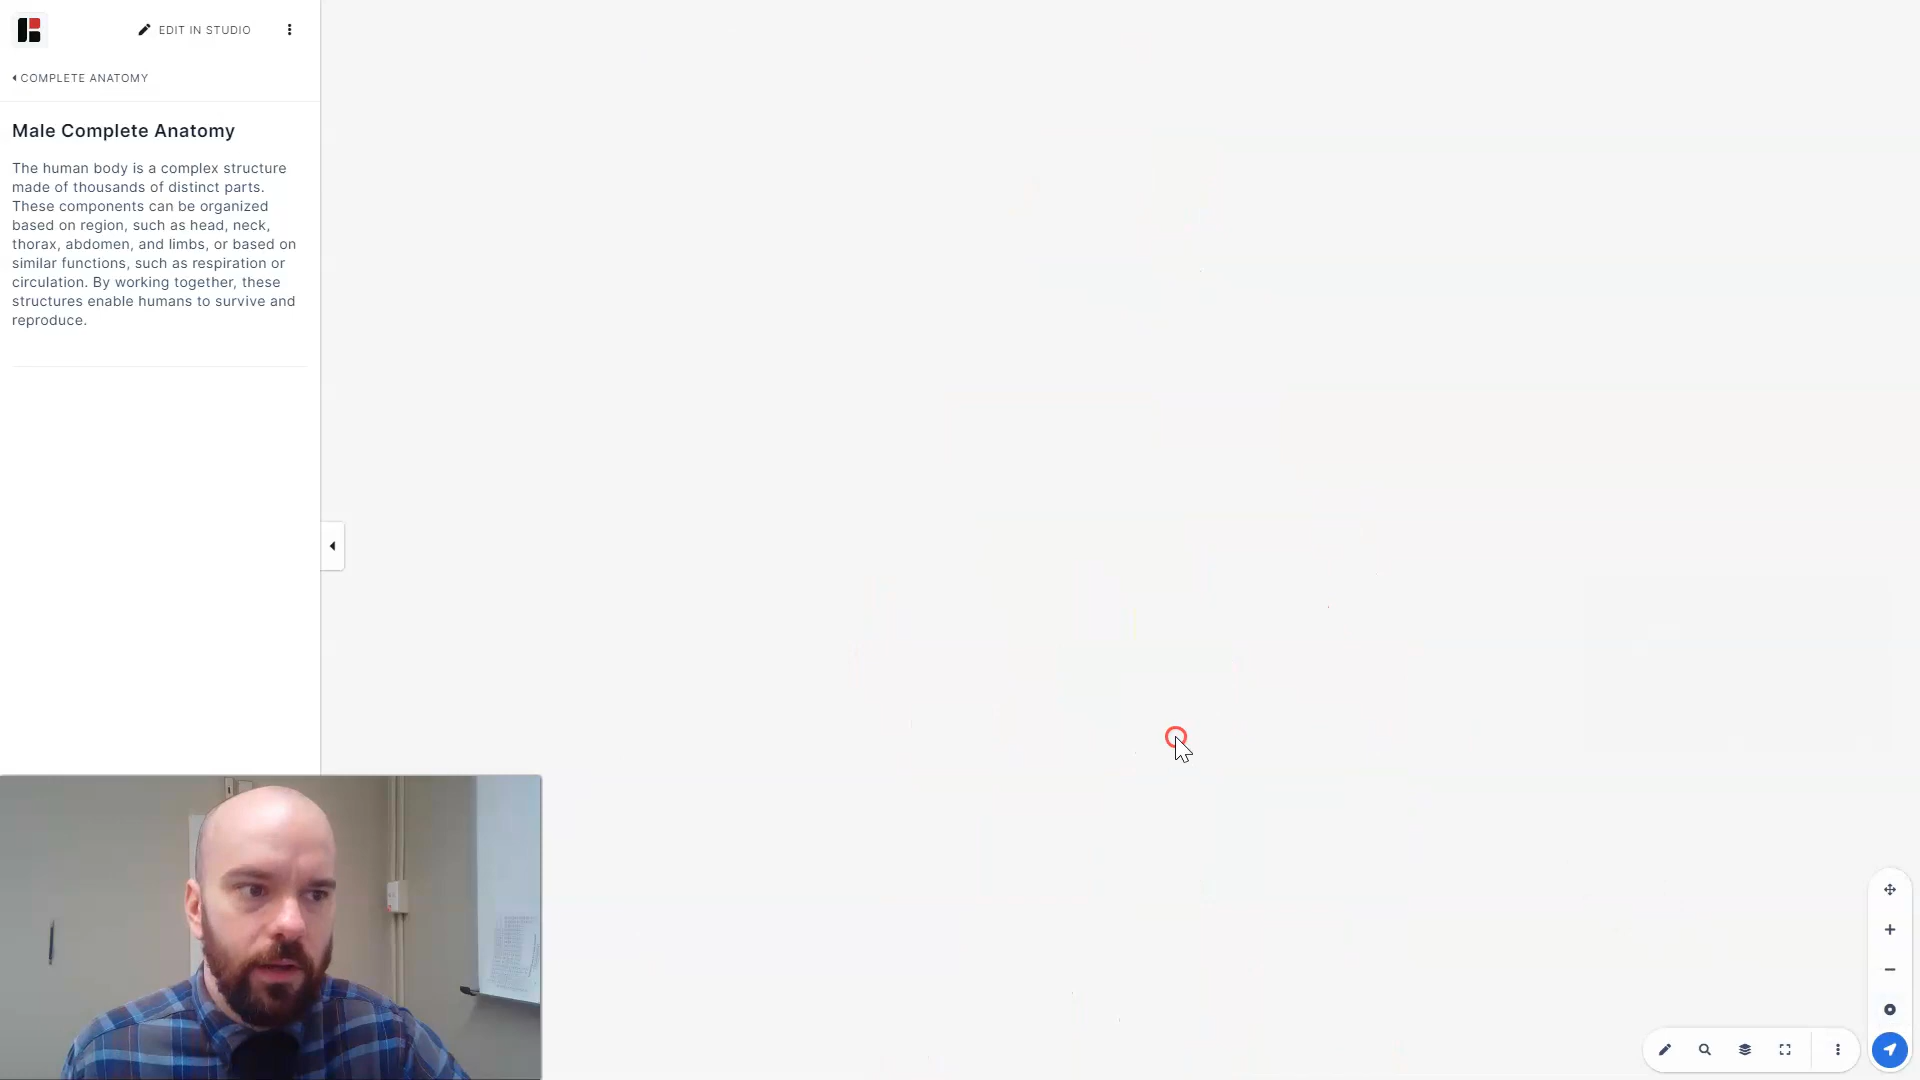 EDIT IN STUDIO
COMPLETE ANATOMY
Male Complete Anatomy
The human body is a complex structure
made of thousands of distinct parts.
These components can be organized
based on region, such as head, neck,
thorax, abdomen, and limbs, or based on
similar functions, such as respiration or
circulation. By working together, these
structures enable humans to survive and
reproduce.